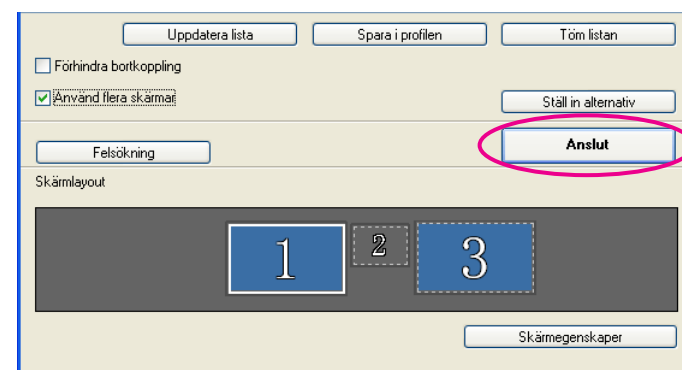 Uppdatera lista Spara i profilen Töm listan
Förhindra bortkoppling
Använd flera skärmar
Ställ in alternativ
Anslut
Felsökning
Skärmlayout
1 2 3
Skärmegenskaper